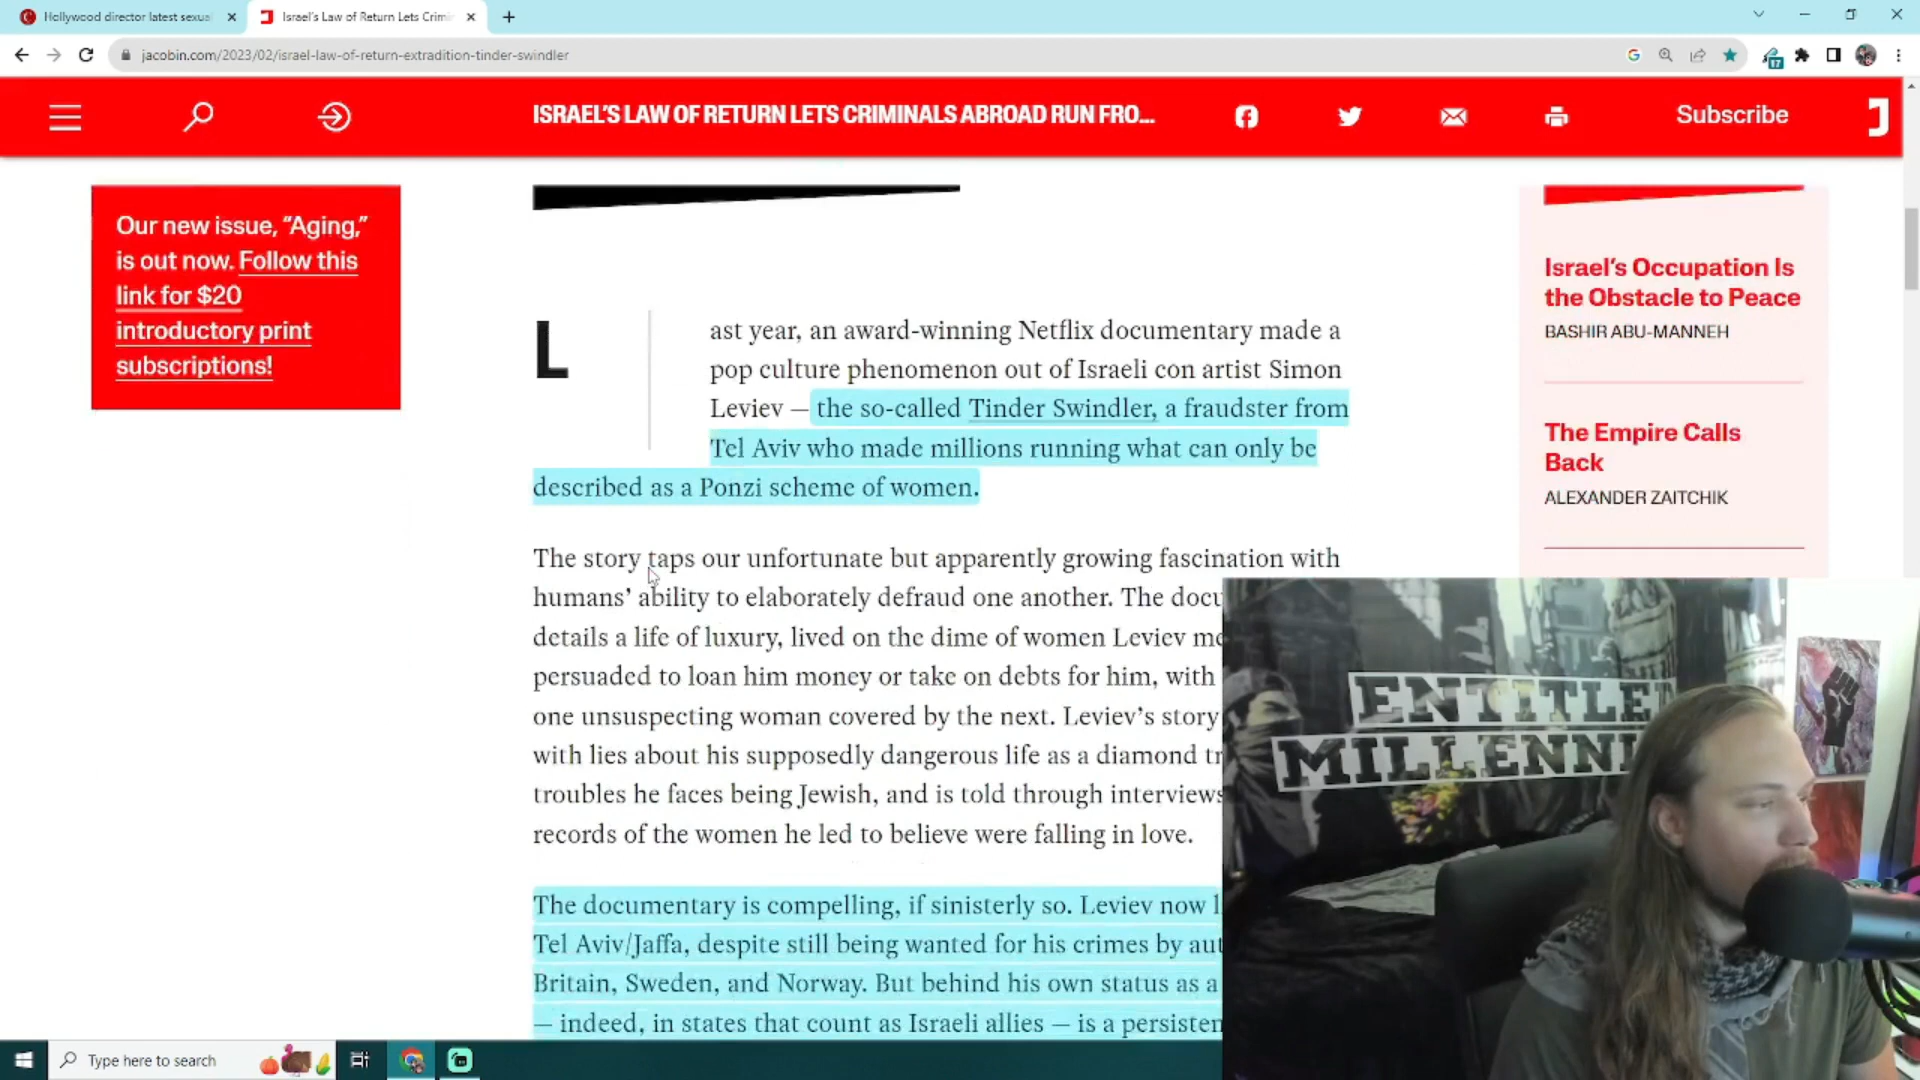 Hollywood director latest sexua
Israel's Law of Return Lets Crimi
jacobin.com/2023/02/israel-law-of-return-extradition-tinder-swindler
17
ISRAEL'S LAW OF RETURN LETS CRIMINALS ABROAD RUN FRO...
Subscribe
Our new issue, “Aging,”
is out now. Follow this
link for $20
introductory print
subscriptions!
Last year, an award-winning Netflix documentary made a
pop culture phenomenon out of Israeli con artist Simon
Leviev — the so-called Tinder Swindler, a fraudster from
Tel Aviv who made millions running what can only be
described as a Ponzi scheme of women.
The story taps our unfortunate but apparently growing fascination with
humans’ ability to elaborately defraud one another. The docu
details a life of luxury, lived on the dime of women Leviev me
persuaded to loan him money or take on debts for him, with
one unsuspecting woman covered by the next. Leviev’s story
with lies about his supposedly dangerous life as a diamond tr
troubles he faces being Jewish, and is told through interviews
records of the women he led to believe were falling in love.
The documentary is compelling, if sinisterly so. Leviev now l
Tel Aviv/Jaffa, despite still being wanted for his crimes by aut
Britain, Sweden, and Norway. But behind his own status as a
— indeed, in states that count as Israeli allies — is a persisten
Israel’s Occupation Is
the Obstacle to Peace
BASHIR ABU-MANNEH
The Empire Calls
Back
ALEXANDER ZAITCHIK
ENTITLE
MILLENNI
Type here to search